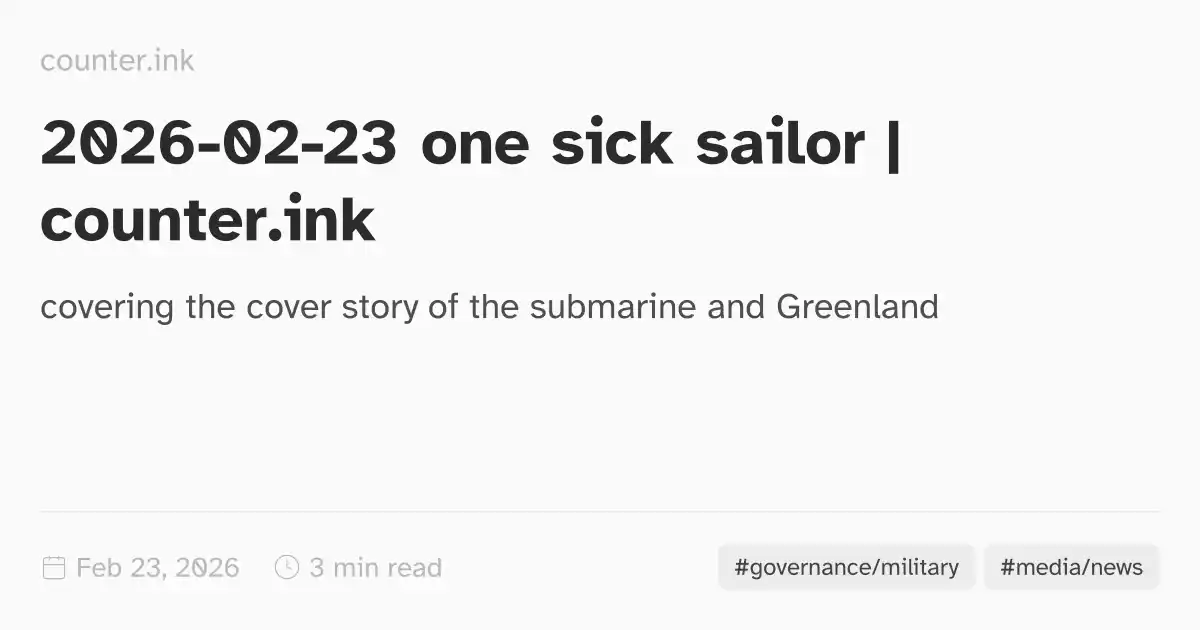 counter.ink
2026-02-23 one sick sailor |
counter.ink
covering the cover story of the submarine and Greenland
Feb 23, 2026
3 min read
#governance/military
#media/news